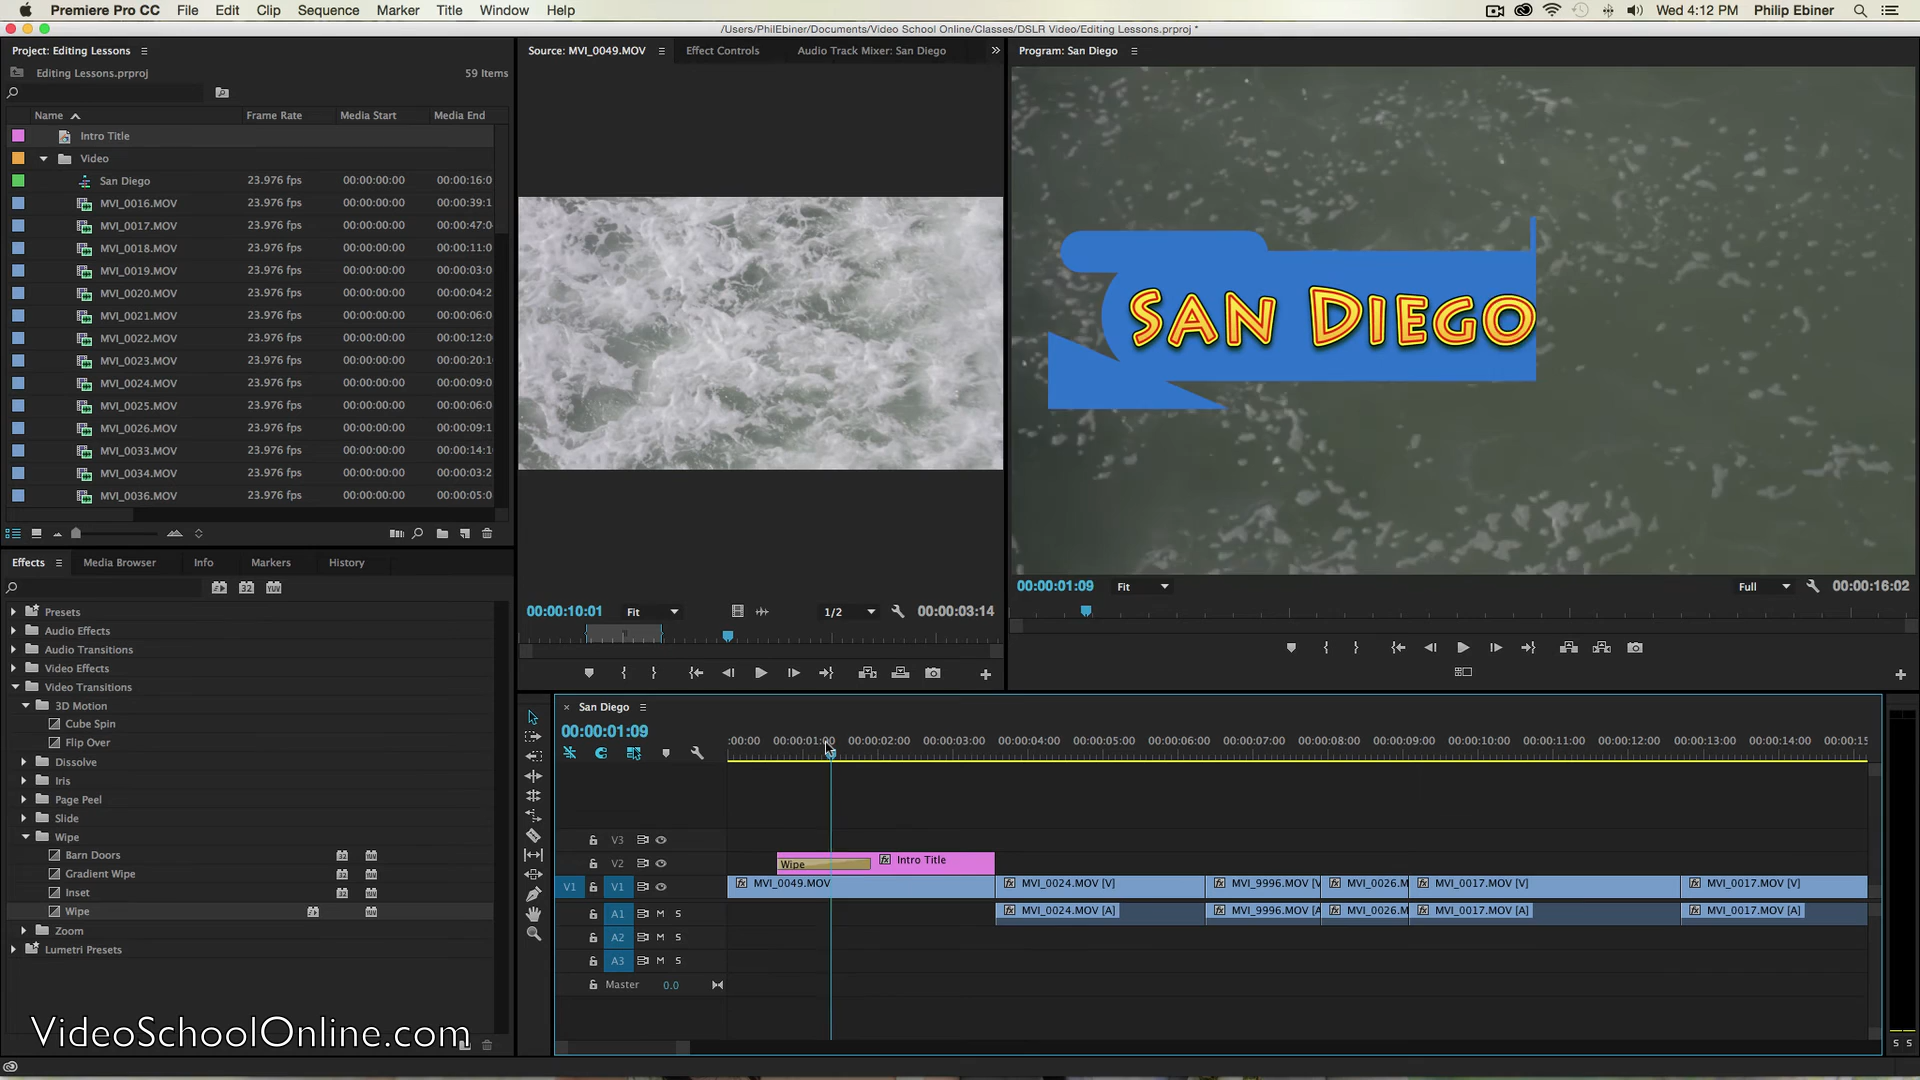 Premiere Pro CC File Edit Clip Sequence Marker Title Window Help Wed 4:12 PM Philip Ebiner
/Users/PhilEbiner/Documents/Video School Online/Classes/DSLR Video/Editing Lessons.prproj *
Project: Editing Lessons
Editing Lessons.prproj 59 Items
Name Frame Rate Media Start Media End
Intro Title
Video
San Diego 23.976 fps 00:00:00:00 00:00:16:0
MVI_0016.MOV 23.976 fps 00:00:00:00 00:00:39:1
MVI_0017.MOV 23.976 fps 00:00:00:00 00:00:47:0
MVI_0018.MOV 23.976 fps 00:00:00:00 00:00:11:0
MVI_0019.MOV 23.976 fps 00:00:00:00 00:00:03:0
MVI_0020.MOV 23.976 fps 00:00:00:00 00:00:04:2
MVI_0021.MOV 23.976 fps 00:00:00:00 00:00:06:0
MVI_0022.MOV 23.976 fps 00:00:00:00 00:00:12:0
MVI_0023.MOV 23.976 fps 00:00:00:00 00:00:20:1
MVI_0024.MOV 23.976 fps 00:00:00:00 00:00:09:0
MVI_0025.MOV 23.976 fps 00:00:00:00 00:00:06:0
MVI_0026.MOV 23.976 fps 00:00:00:00 00:00:09:1
MVI_0033.MOV 23.976 fps 00:00:00:00 00:00:14:1
MVI_0034.MOV 23.976 fps 00:00:00:00 00:00:03:2
MVI_0036.MOV 23.976 fps 00:00:00:00 00:00:05:0
Source: MVI_0049.MOV Effect Controls Audio Track Mixer: San Diego
00:00:10:01 Fit 1/2 00:00:03:14
Program: San Diego
San Diego
00:00:01:09 Fit Full 00:00:16:02
Effects Media Browser Info Markers History
32 YUV
Presets
Audio Effects
Audio Transitions
Video Effects
Video Transitions
3D Motion
Cube Spin
Flip Over
Dissolve
Iris
Page Peel
Slide
Wipe
Barn Doors
Gradient Wipe
Inset
Wipe
Zoom
Lumetri Presets
VideoSchoolOnline.com
San Diego
00:00:01:09
:00:00 00:00:01:00 00:00:02:00 00:00:03:00 00:00:04:00 00:00:05:00 00:00:06:00 00:00:07:00 00:00:08:00 00:00:09:00 00:00:10:00 00:00:11:00 00:00:12:00 00:00:13:00 00:00:14:00 00:00:15
V3
V2 Wipe fx Intro Title
V1 V1 fx MVI_0049.MOV fx MVI_0024.MOV [V] fx MVI_9996.MOV [V fx MVI_0026.M fx MVI_0017.MOV [V] fx MVI_0017.MOV [V]
A1 M S fx MVI_0024.MOV [A] fx MVI_9996.MOV [A fx MVI_0026.M fx MVI_0017.MOV [A] fx MVI_0017.MOV [A]
A2 M S
A3 M S
Master 0.0
S S